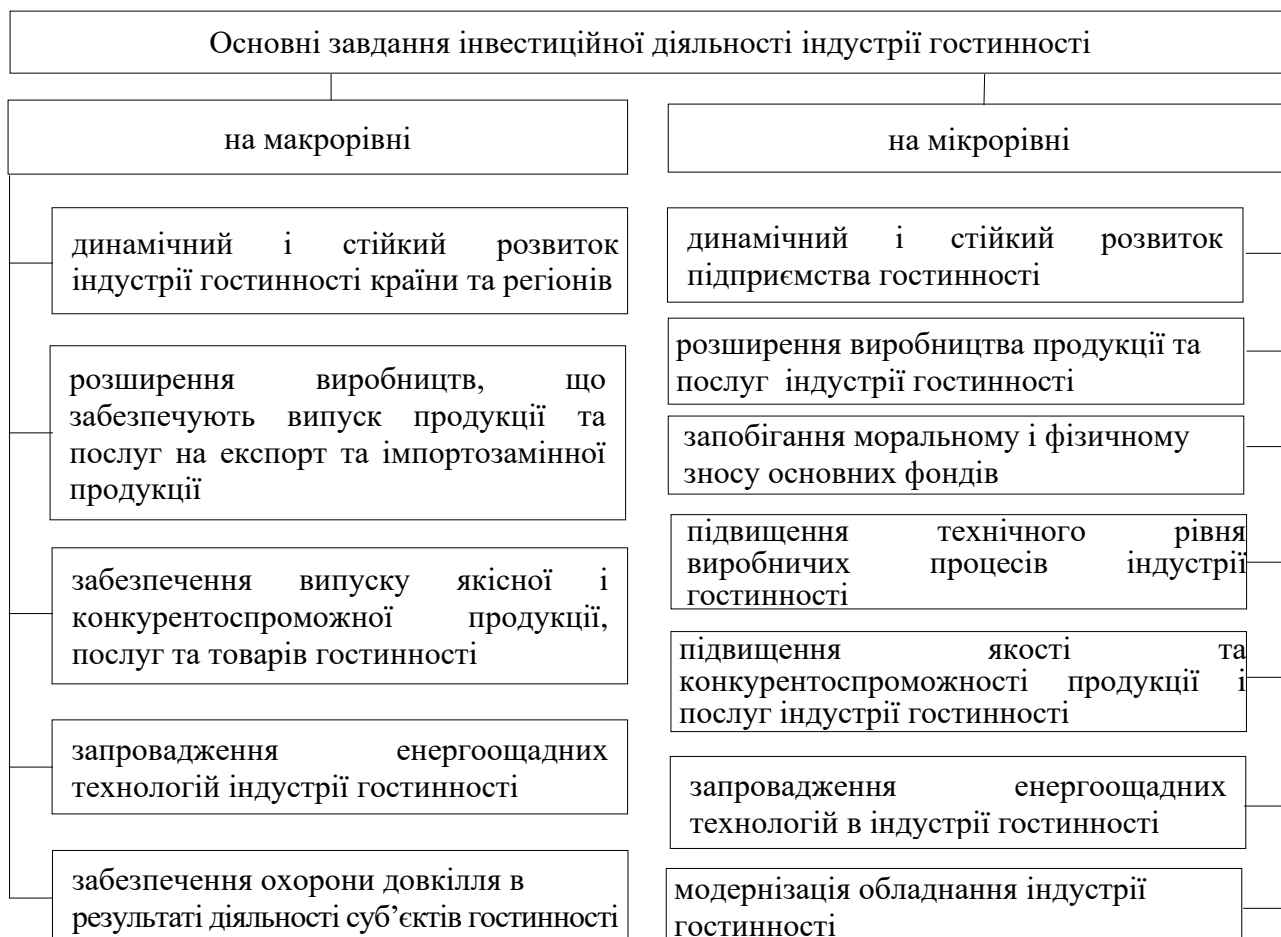 Основні завдання інвестиційної діяльності індустрії гостинності
на макрорівні
динамічний і стійкий розвиток
індустрії гостинності країни та регіонів
розширення виробництв, що
забезпечують випуск продукції та
послуг на експорт та імпортозамінної
продукції
забезпечення випуску якісної і
конкурентоспроможної продукції,
послуг та товарів гостинності
запровадження енергоощадних
технологій індустрії гостинності
забезпечення охорони довкілля в
результаті діяльності суб’єктів гостинності
на мікрорівні
динамічний і стійкий розвиток
підприємства гостинності
розширення виробництва продукції та
послуг індустрії гостинності
запобігання моральному і фізичному
зносу основних фондів
підвищення технічного рівня
виробничих процесів індустрії
гостинності
підвищення якості та
конкурентоспроможності продукції і
послуг індустрії гостинності
запровадження енергоощадних
технологій в індустрії гостинності
модернізація обладнання індустрії
гостинності